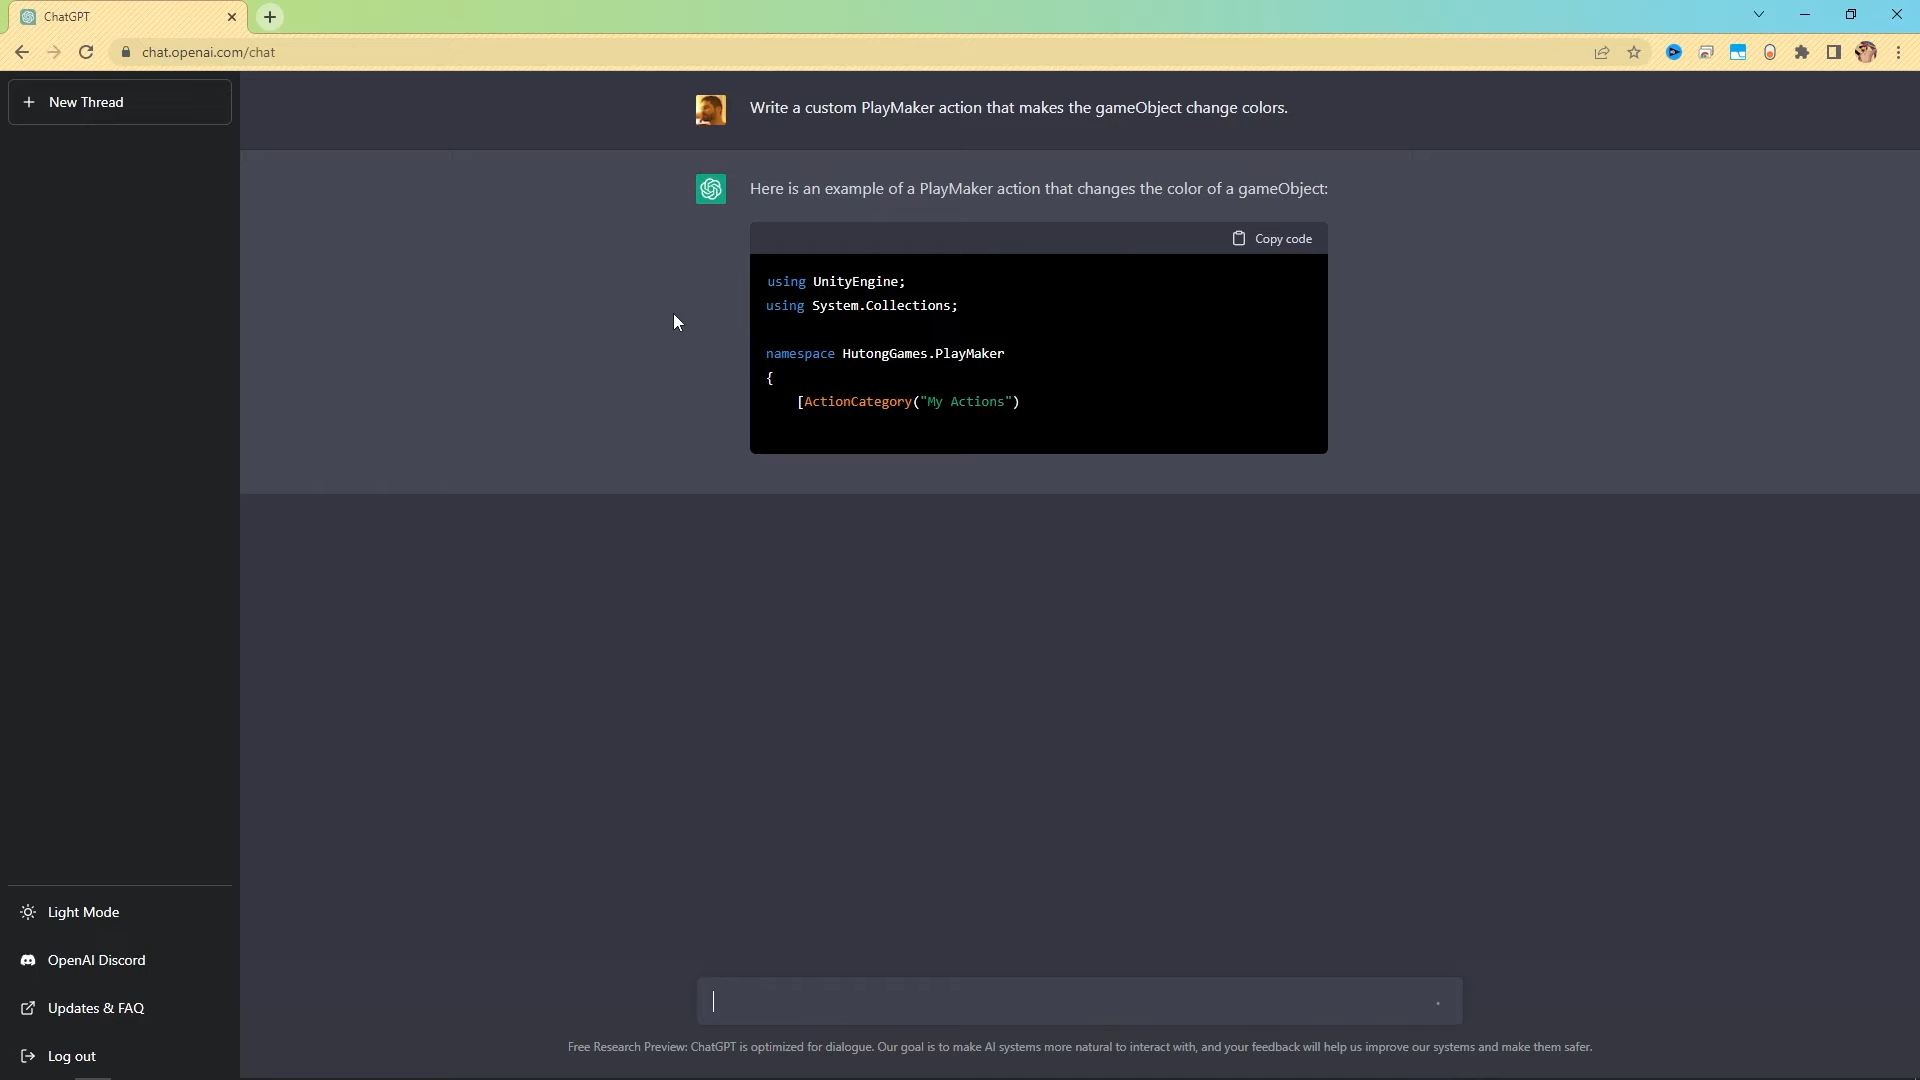 ChatGPT
chat.openai.com/chat
New Thread
Write a custom PlayMaker action that makes the gameObject change colors.
Here is an example of a PlayMaker action that changes the color of a gameObject:
Copy code
using UnityEngine;
using System.Collections;
namespace HutongGames.PlayMaker
{
[ActionCategory("My Actions")
Light Mode
OpenAI Discord
Updates & FAQ
Log out
Free Research Preview: ChatGPT is optimized for dialogue. Our goal is to make AI systems more natural to interact with, and your feedback will help us improve our systems and make them safer.